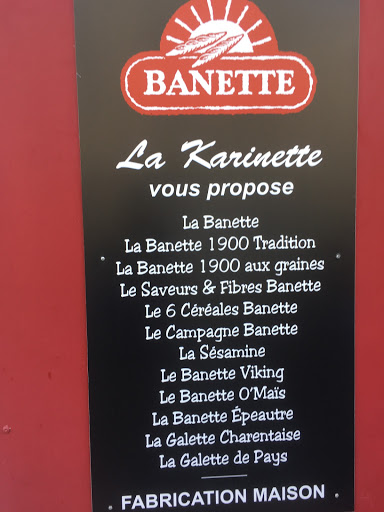 BANETTE
La Karinette
vous propose
La Banette
La Banette 1900 Tradition
La Banette 1900 aux graines
Le Saveurs & Fibres Banette
Le 6 Céréales Banette
Le Campagne Banette
La Sésamine
Le Banette Viking
Le Banette O'Maïs
La Banette Épeautre
La Galette Charentaise
La Galette de Pays
FABRICATION MAISON